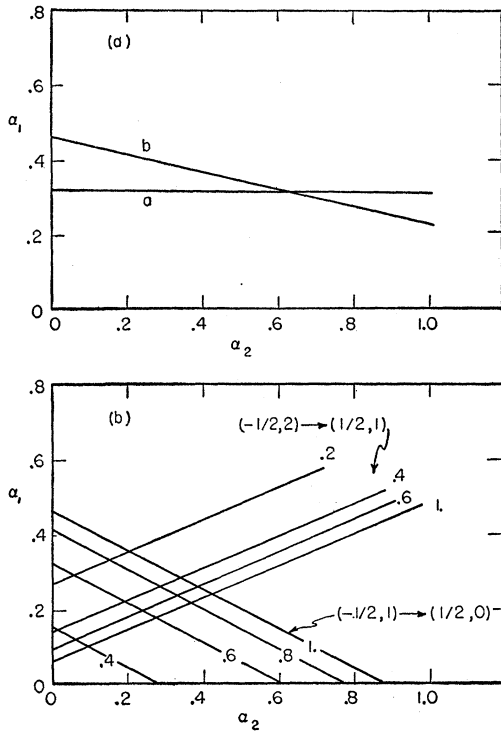 .8
(a)
.6
α₁
b
.4
a
.2
0
0 .2 .4 .6 .8 1.0
α₂
.8
(b)
(-1/2,2)→(1/2,1)
.2
.6
.4
α₁
.6
1.
.4
.2
(-1/2,1)→(1/2,0)⁻
1.
.8
.6
.4
0
0 .2 .4 .6 .8 1.0
α₂